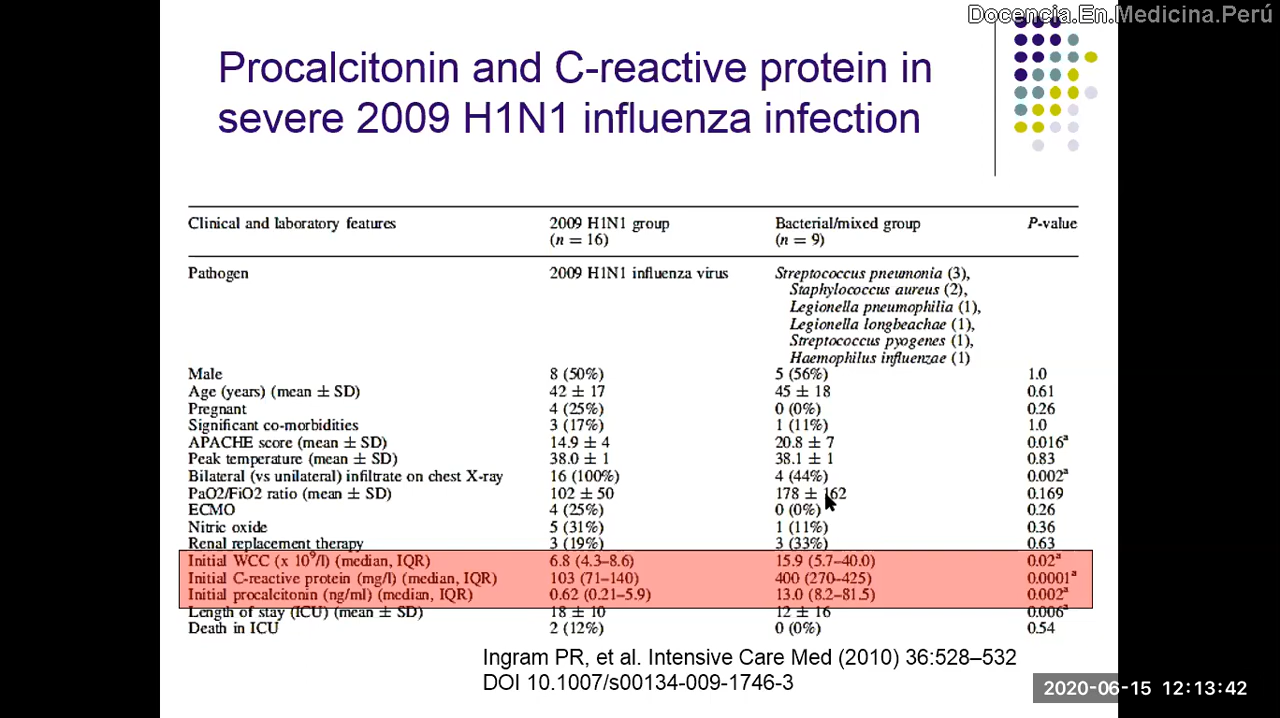 Docencia.En.Medicina.Perú
Procalcitonin and C-reactive protein in
severe 2009 H1N1 influenza infection
Clinical and laboratory features 2009 H1N1 group Bacterial/mixed group P-value
(n = 16) (n = 9)
Pathogen 2009 H1N1 influenza virus Streptococcus pneumonia (3),
Staphylococcus aureus (2),
Legionella pneumophilia (1),
Legionella longbeachae (1),
Streptococcus pyogenes (1),
Haemophilus influenzae (1)
Male 8 (50%) 5 (56%) 1.0
Age (years) (mean ± SD) 42 ± 17 45 ± 18 0.61
Pregnant 4 (25%) 0 (0%) 0.26
Significant co-morbidities 3 (17%) 1 (11%) 1.0
APACHE score (mean ± SD) 14.9 ± 4 20.8 ± 7 0.016ᵃ
Peak temperature (mean ± SD) 38.0 ± 1 38.1 ± 1 0.83
Bilateral (vs unilateral) infiltrate on chest X-ray 16 (100%) 4 (44%) 0.002ᵃ
PaO2/FiO2 ratio (mean ± SD) 102 ± 50 178 ± 162 0.169
ECMO 4 (25%) 0 (0%) 0.26
Nitric oxide 5 (31%) 1 (11%) 0.36
Renal replacement therapy 3 (19%) 3 (33%) 0.63
Initial WCC (x 10⁹/l) (median, IQR) 6.8 (4.3–8.6) 15.9 (5.7–40.0) 0.02ᵃ
Initial C-reactive protein (mg/l) (median, IQR) 103 (71–140) 400 (270–425) 0.0001ᵃ
Initial procalcitonin (ng/ml) (median, IQR) 0.62 (0.21–5.9) 13.0 (8.2–81.5) 0.002ᵃ
Length of stay (ICU) (mean ± SD) 18 ± 10 12 ± 16 0.006ᵃ
Death in ICU 2 (12%) 0 (0%) 0.54
Ingram PR, et al. Intensive Care Med (2010) 36:528–532
DOI 10.1007/s00134-009-1746-3
2020-06-15 12:13:42